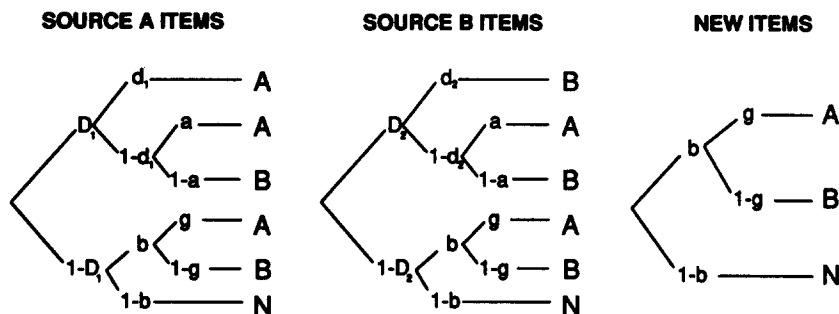 SOURCE A ITEMS
d₁ A
D₁ a A
1-d₁
1-a B
g A
b
1-D₁ 1-g B
1-b N
SOURCE B ITEMS
d₂ B
D₂ a A
1-d₂
1-a B
g A
b
1-D₂ 1-g B
1-b N
NEW ITEMS
g A
b
1-g B
1-b N